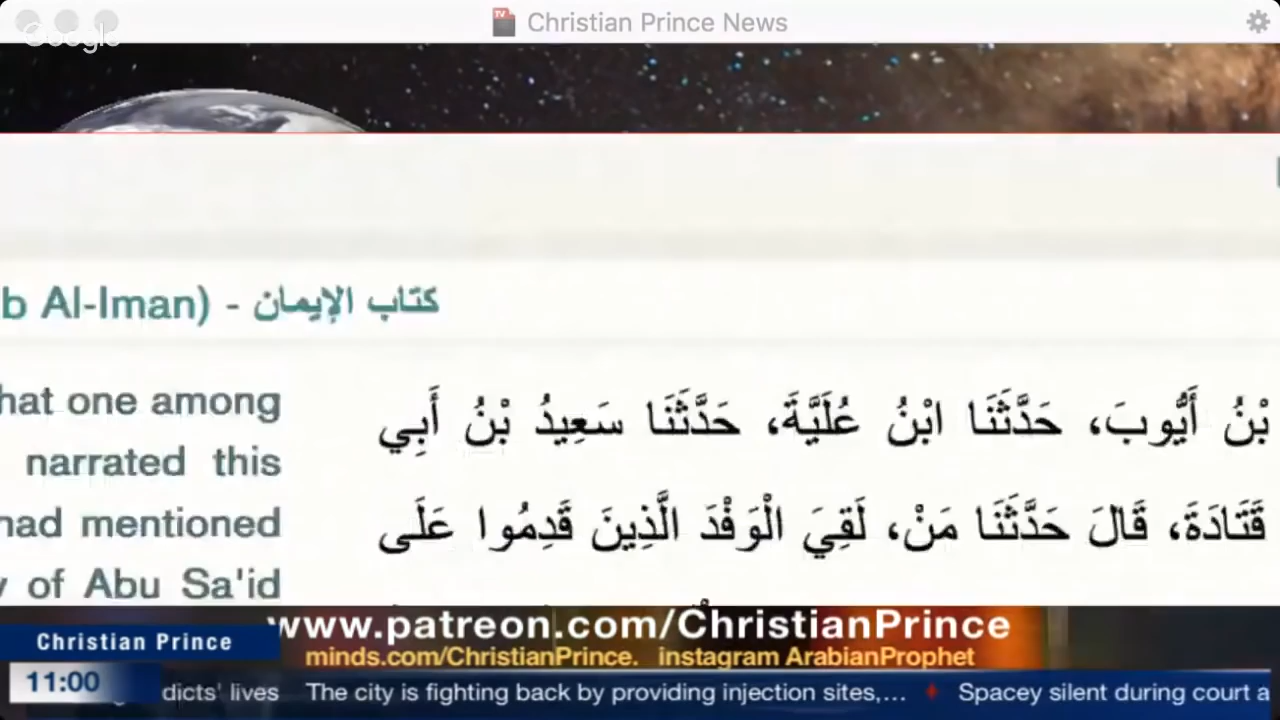 Christian Prince News
Google
b Al-Iman) - كتاب الإيمان
hat one among
narrated this
had mentioned
y of Abu Sa'id
بْنُ أَيُّوبَ، حَدَّثَنَا ابْنُ عُلَيَّةَ، حَدَّثَنَا سَعِيدُ بْنُ أَبِي
قَتَادَةَ، قَالَ حَدَّثَنَا مَنْ، لَقِيَ الْوَفْدَ الَّذِينَ قَدِمُوا عَلَى
www.patreon.com/ChristianPrince
minds.com/ChristianPrince. instagram ArabianProphet
Christian Prince
11:00
dicts' lives The city is fighting back by providing injection sites,... Spacey silent during court a